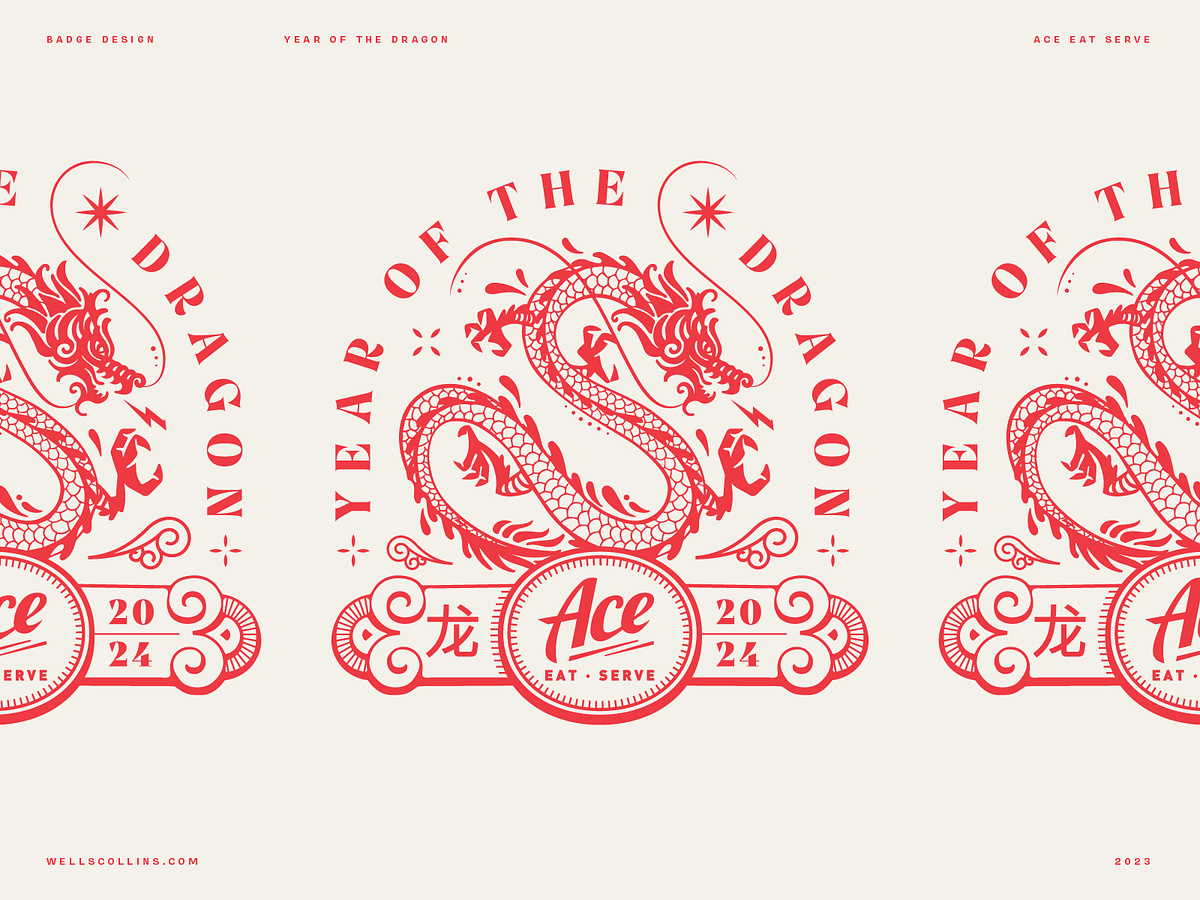 BADGE DESIGN
YEAR OF THE DRAGON
ACE EAT SERVE
E DRAGON
ce
ERVE
20
24
YEAR OF THE DRAGON
龙
Ace
EAT · SERVE
20
24
YEAR OF TH
龙
A
EAT ·
WELLSCOLLINS.COM
2023